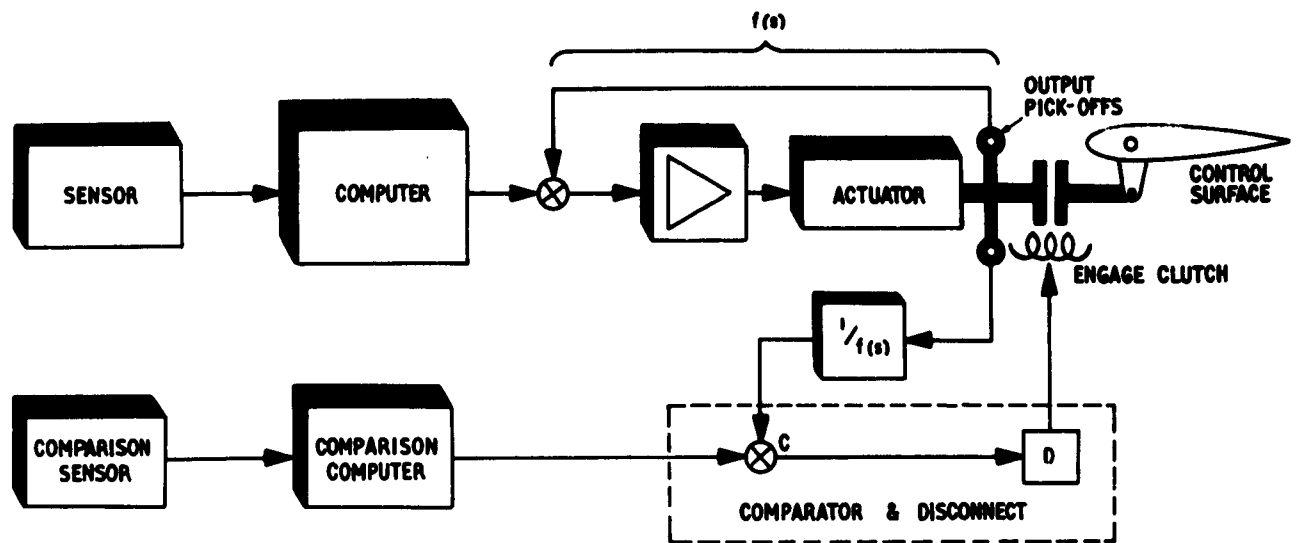 f(s)
OUTPUT
PICK-OFFS
SENSOR
COMPUTER
ACTUATOR
CONTROL
SURFACE
ENGAGE CLUTCH
1/f(s)
COMPARISON
SENSOR
COMPARISON
COMPUTER
C
D
COMPARATOR & DISCONNECT